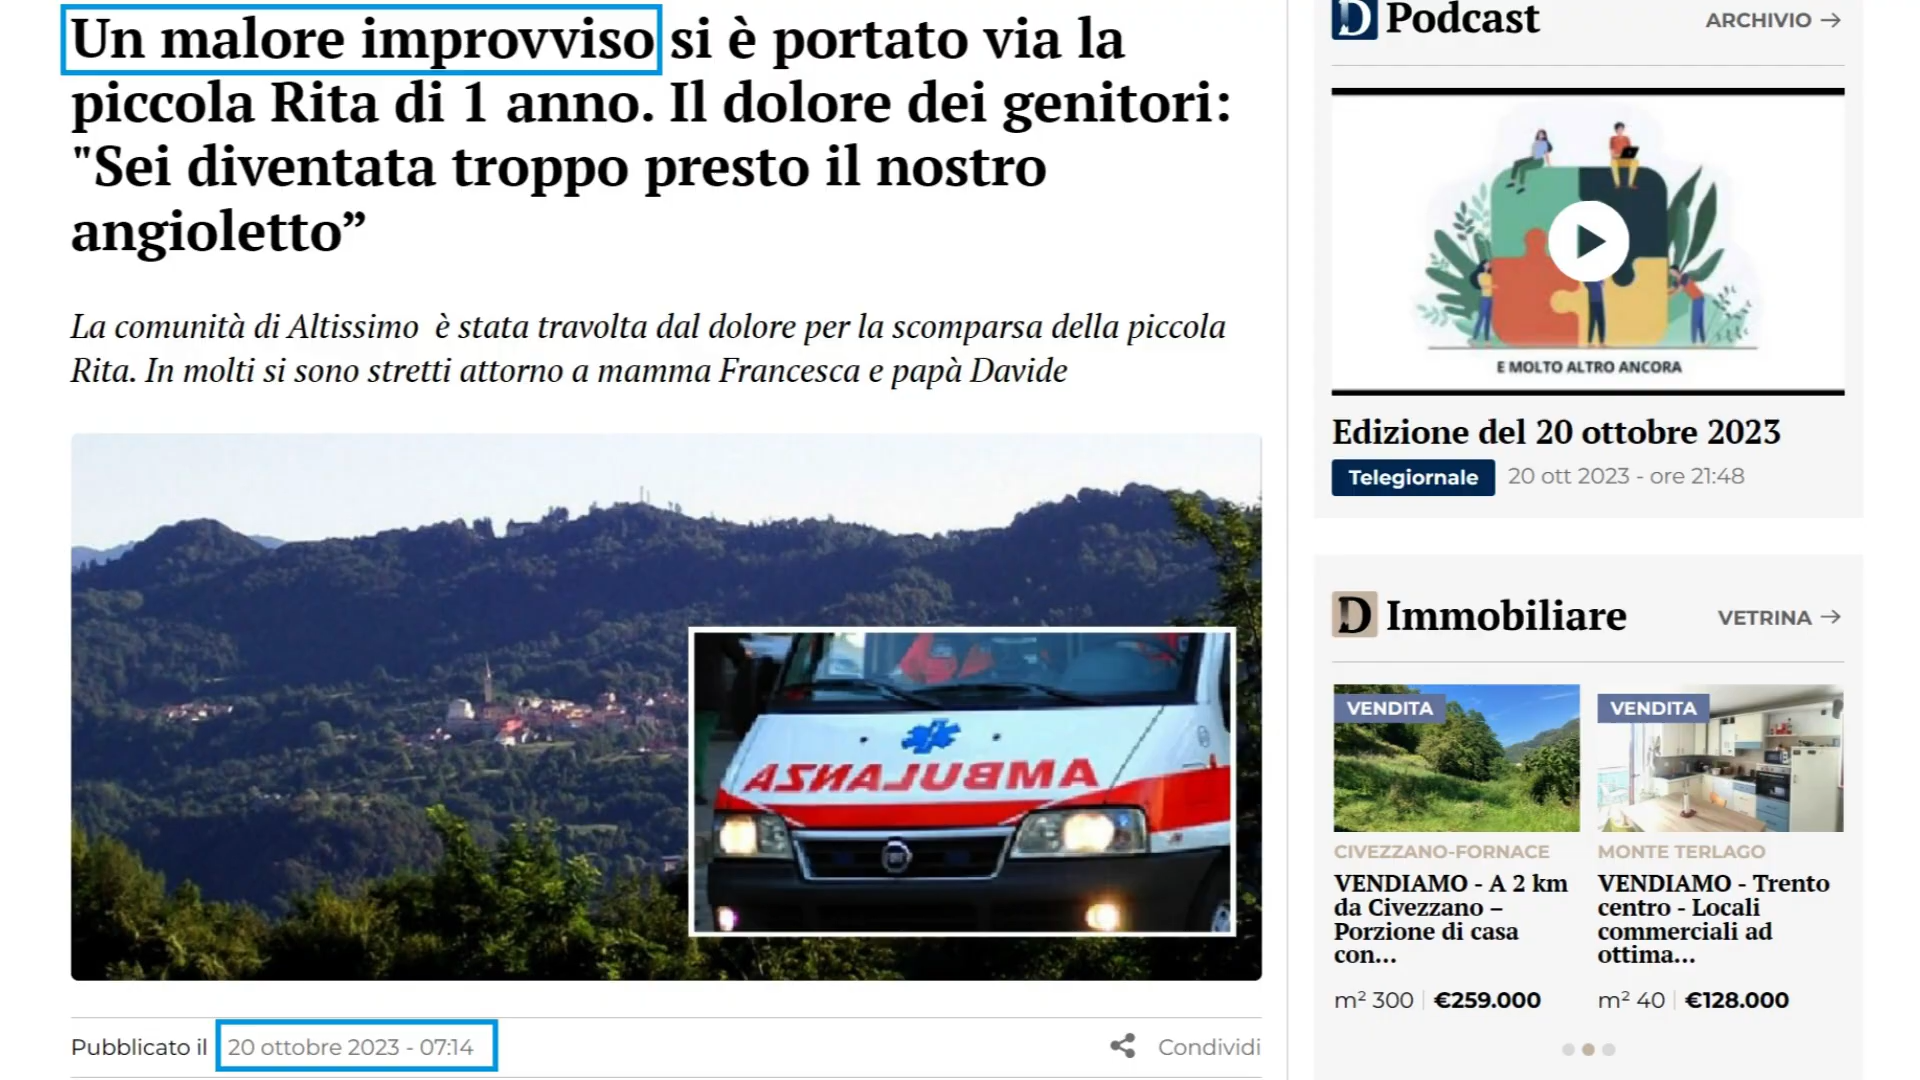 Un malore improvviso si è portato via la
piccola Rita di 1 anno. Il dolore dei genitori:
"Sei diventata troppo presto il nostro
angioletto”
La comunità di Altissimo è stata travolta dal dolore per la scomparsa della piccola
Rita. In molti si sono stretti attorno a mamma Francesca e papà Davide
AMBULANZA
Pubblicato il 20 ottobre 2023 - 07:14
Condividi
D Podcast
ARCHIVIO →
E MOLTO ALTRO ANCORA
Edizione del 20 ottobre 2023
Telegiornale 20 ott 2023 - ore 21:48
D Immobiliare
VETRINA →
VENDITA
CIVEZZANO-FORNACE
VENDIAMO - A 2 km
da Civezzano –
Porzione di casa
con...
m² 300 | €259.000
VENDITA
MONTE TERLAGO
VENDIAMO - Trento
centro - Locali
commerciali ad
ottima...
m² 40 | €128.000